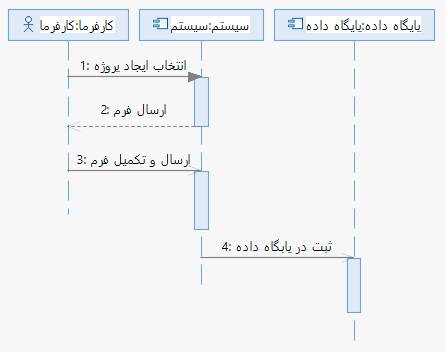 کارفرما:کارفرما
سیستم:سیستم
پایگاه داده:پایگاه داده
1: انتخاب ایجاد پروژه
2: ارسال فرم
3: ارسال و تکمیل فرم
4: ثبت در پایگاه داده